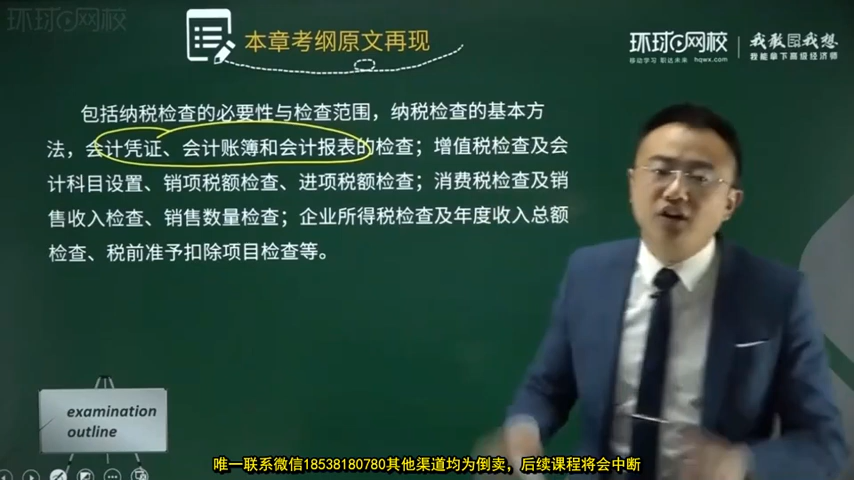 环球网校
本章考纲原文再现
环球网校
移动学习 职达未来 hqwx.com
我敢因我想
我能拿下高级经济师
包括纳税检查的必要性与检查范围，纳税检查的基本方
法，会计凭证、会计账簿和会计报表的检查；增值税检查及会
计科目设置、销项税额检查、进项税额检查；消费税检查及销
售收入检查、销售数量检查；企业所得税检查及年度收入总额
检查、税前准予扣除项目检查等。
examination
outline
唯一联系微信18538180780其他渠道均为倒卖，后续课程将会中断